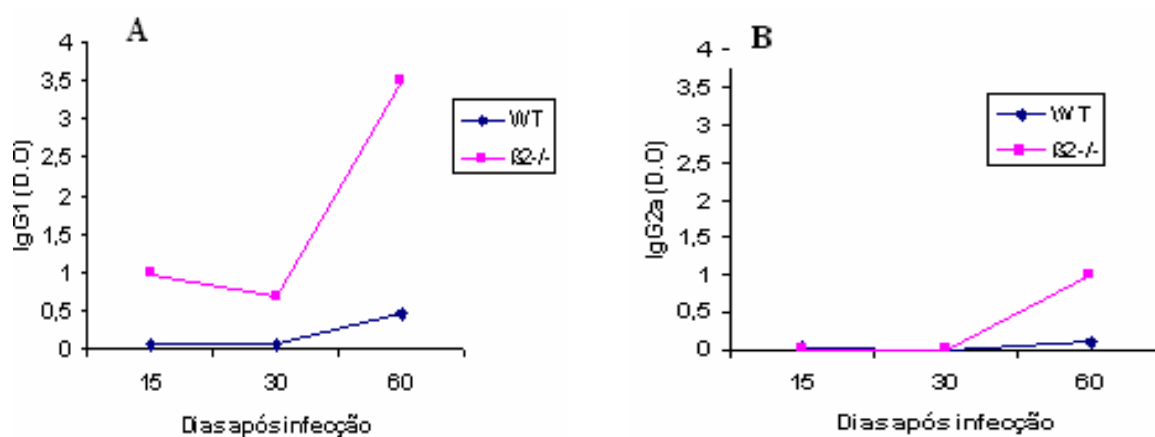 A
IgG1 (D.O)
4
3,5
3
2,5
2
1,5
1
0,5
0
15 30 60
Dias após infecção
WT
ß2-/-
B
IgG2a (D.O)
4
3,5
3
2,5
2
1,5
1
0,5
0
15 30 60
Dias após infecção
WT
ß2-/-